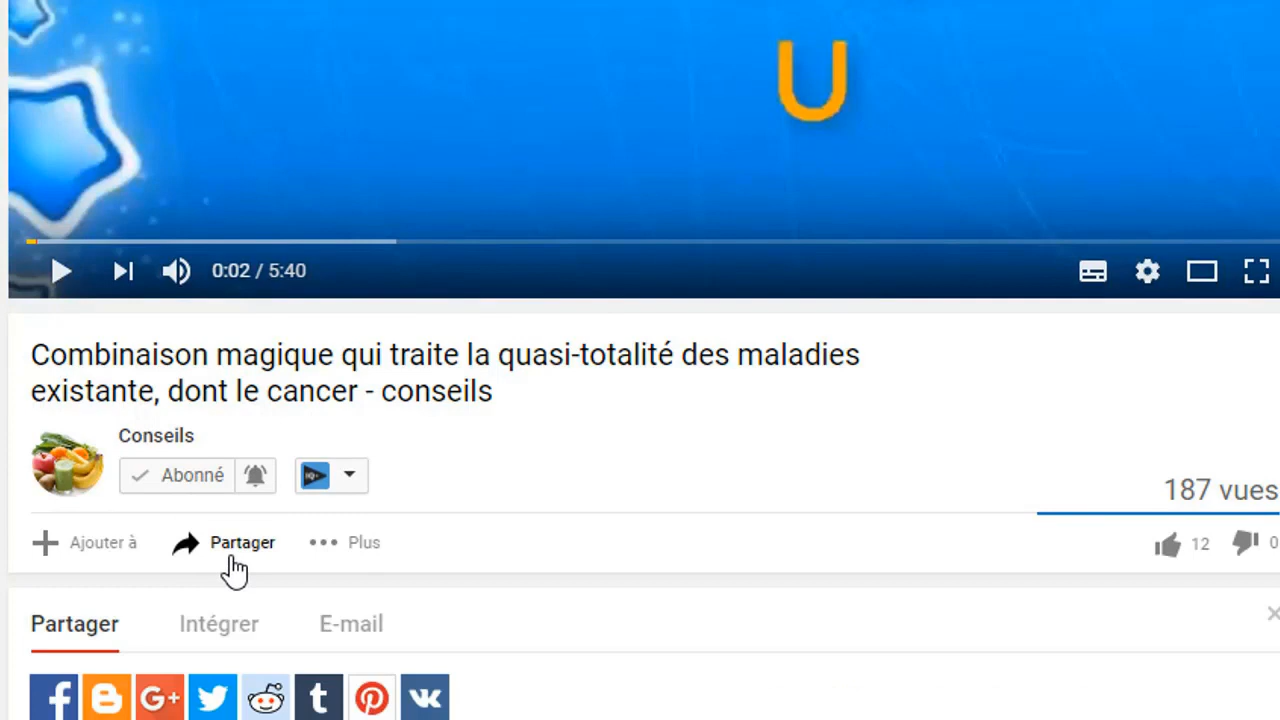 U
0:02 / 5:40
Combinaison magique qui traite la quasi-totalité des maladies
existante, dont le cancer - conseils
Conseils
Abonné
187 vues
Ajouter à Partager Plus 12 0
Partager Intégrer E-mail
f G+ t